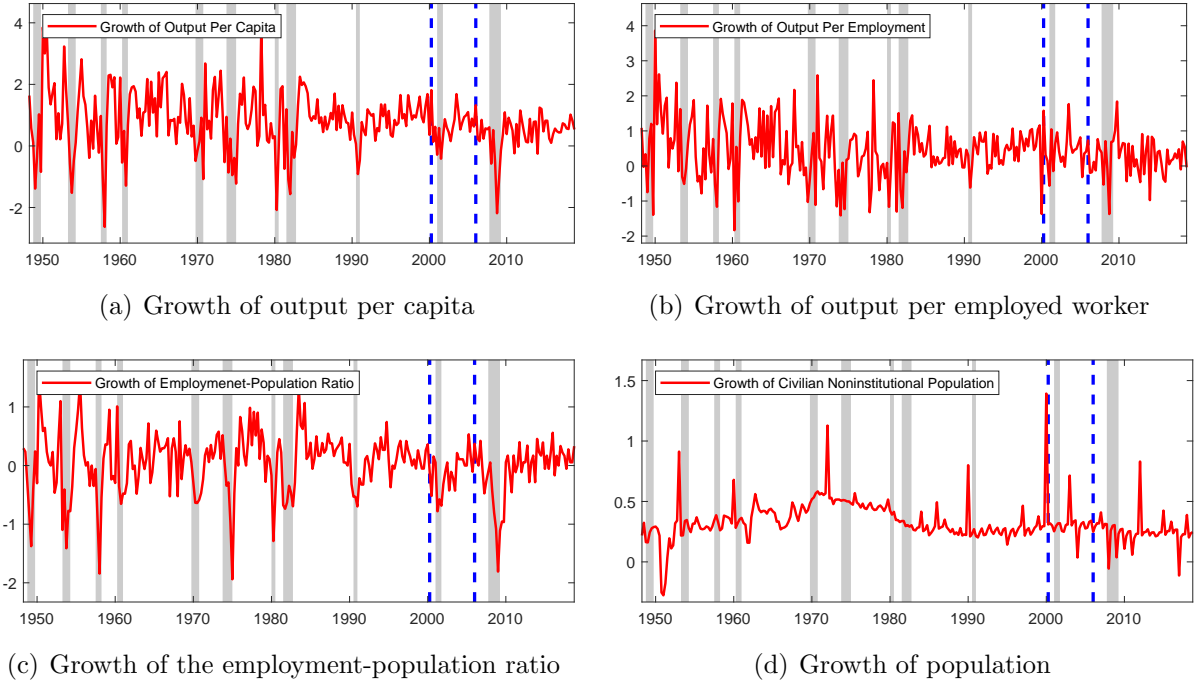 Growth of Output Per Capita
4
2
0
-2
1950 1960 1970 1980 1990 2000 2010
(a) Growth of output per capita
Growth of Output Per Employment
4
3
2
1
0
-1
-2
1950 1960 1970 1980 1990 2000 2010
(b) Growth of output per employed worker
Growth of Employmenet-Population Ratio
1
0
-1
-2
1950 1960 1970 1980 1990 2000 2010
(c) Growth of the employment-population ratio
Growth of Civilian Noninstitutional Population
1.5
1
0.5
0
1950 1960 1970 1980 1990 2000 2010
(d) Growth of population